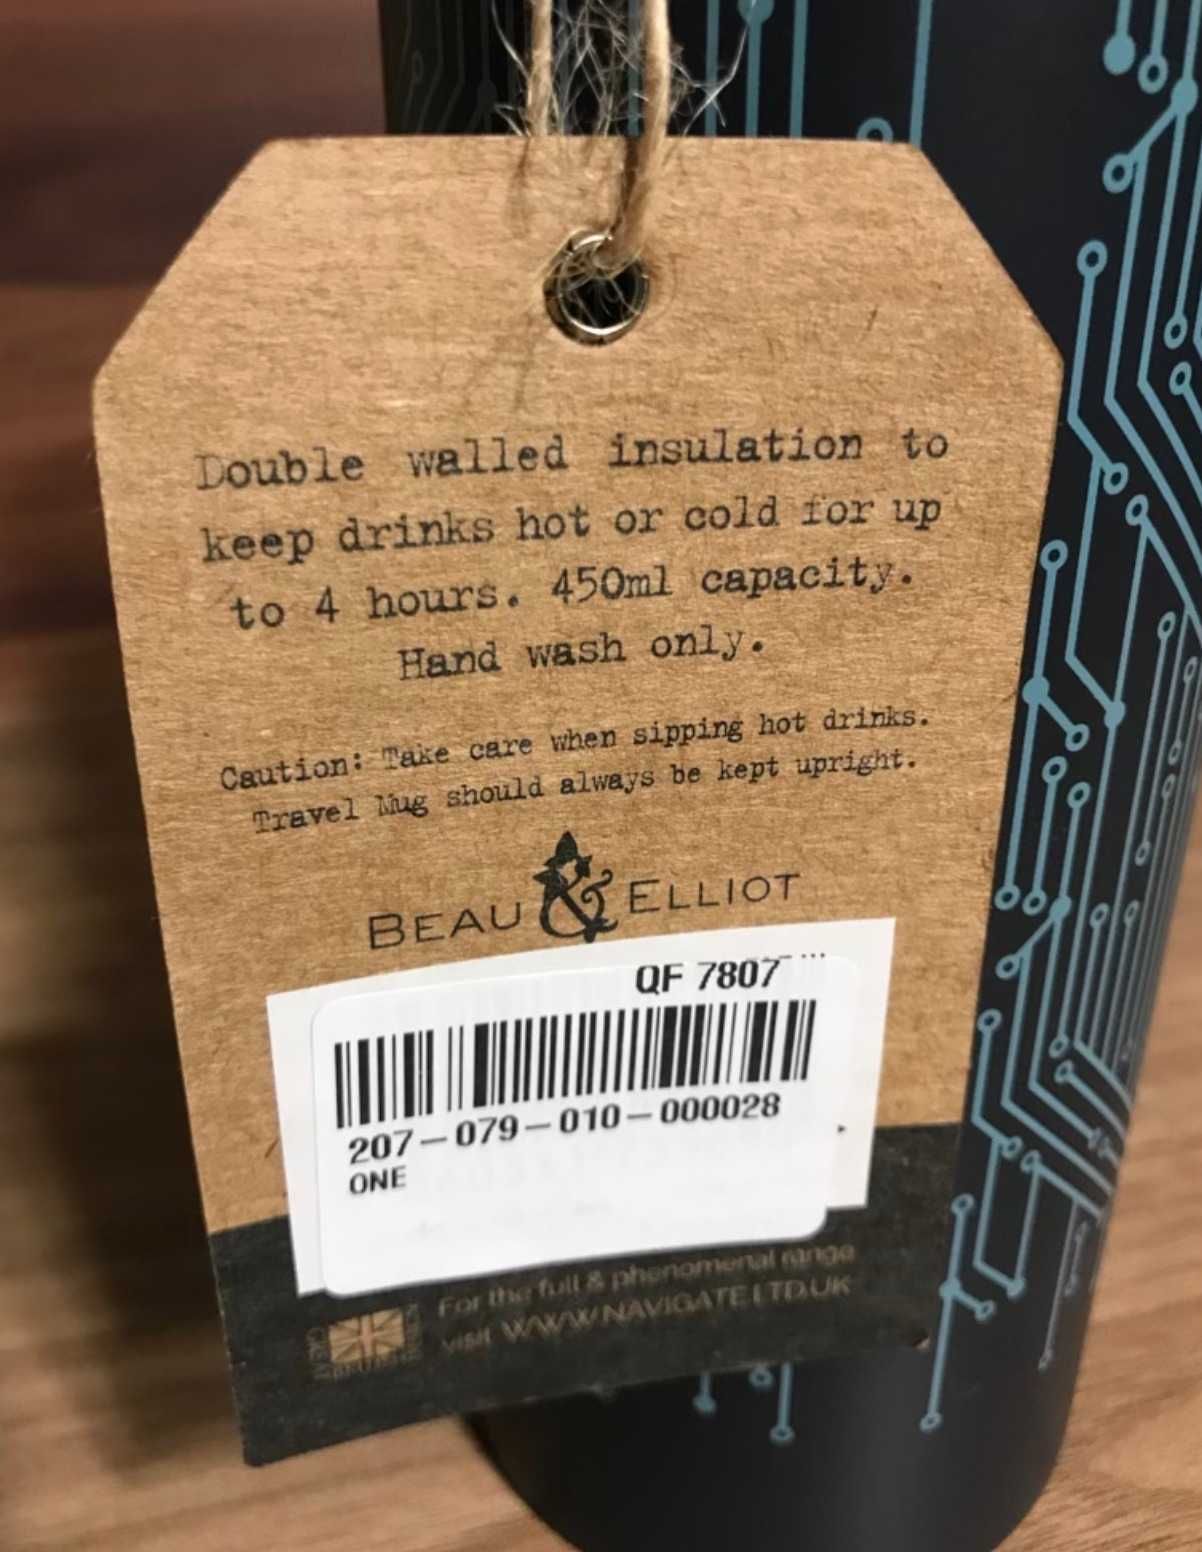 Double walled insulation to
keep drinks hot or cold for up
to 4 hours. 450ml capacity.
Hand wash only.
Caution: Take care when sipping hot drinks.
Travel Mug should always be kept upright.
BEAU & ELLIOT
QF 7807
207-079-010-000028
ONE
For the full & phenomenal range
visit WWW.NAVIGATELTD.UK